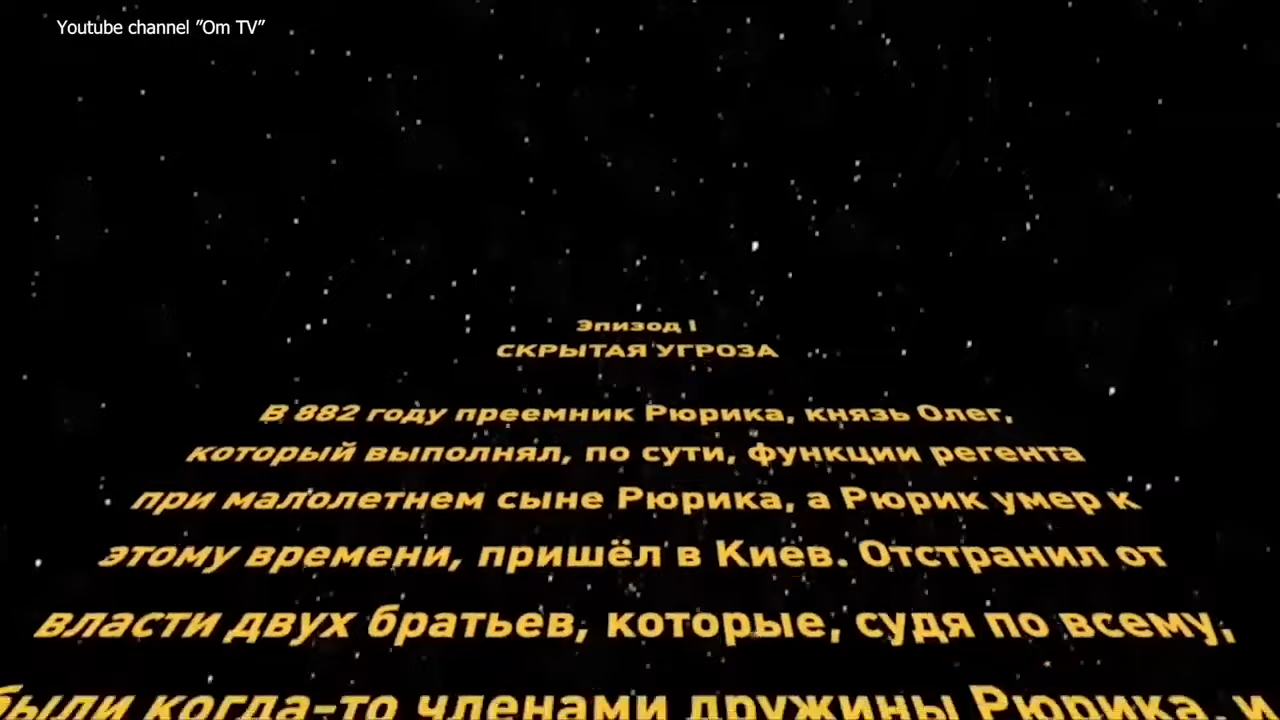 Youtube channel "Om TV"
Эпизод I
СКРЫТАЯ УГРОЗА
В 882 году преемник Рюрика, князь Олег,
который выполнял, по сути, функции регента
при малолетнем сыне Рюрика, а Рюрик умер к
этому времени, пришёл в Киев. Отстранил от
власти двух братьев, которые, судя по всему,
были когда-то членами дружины Рюрика, и